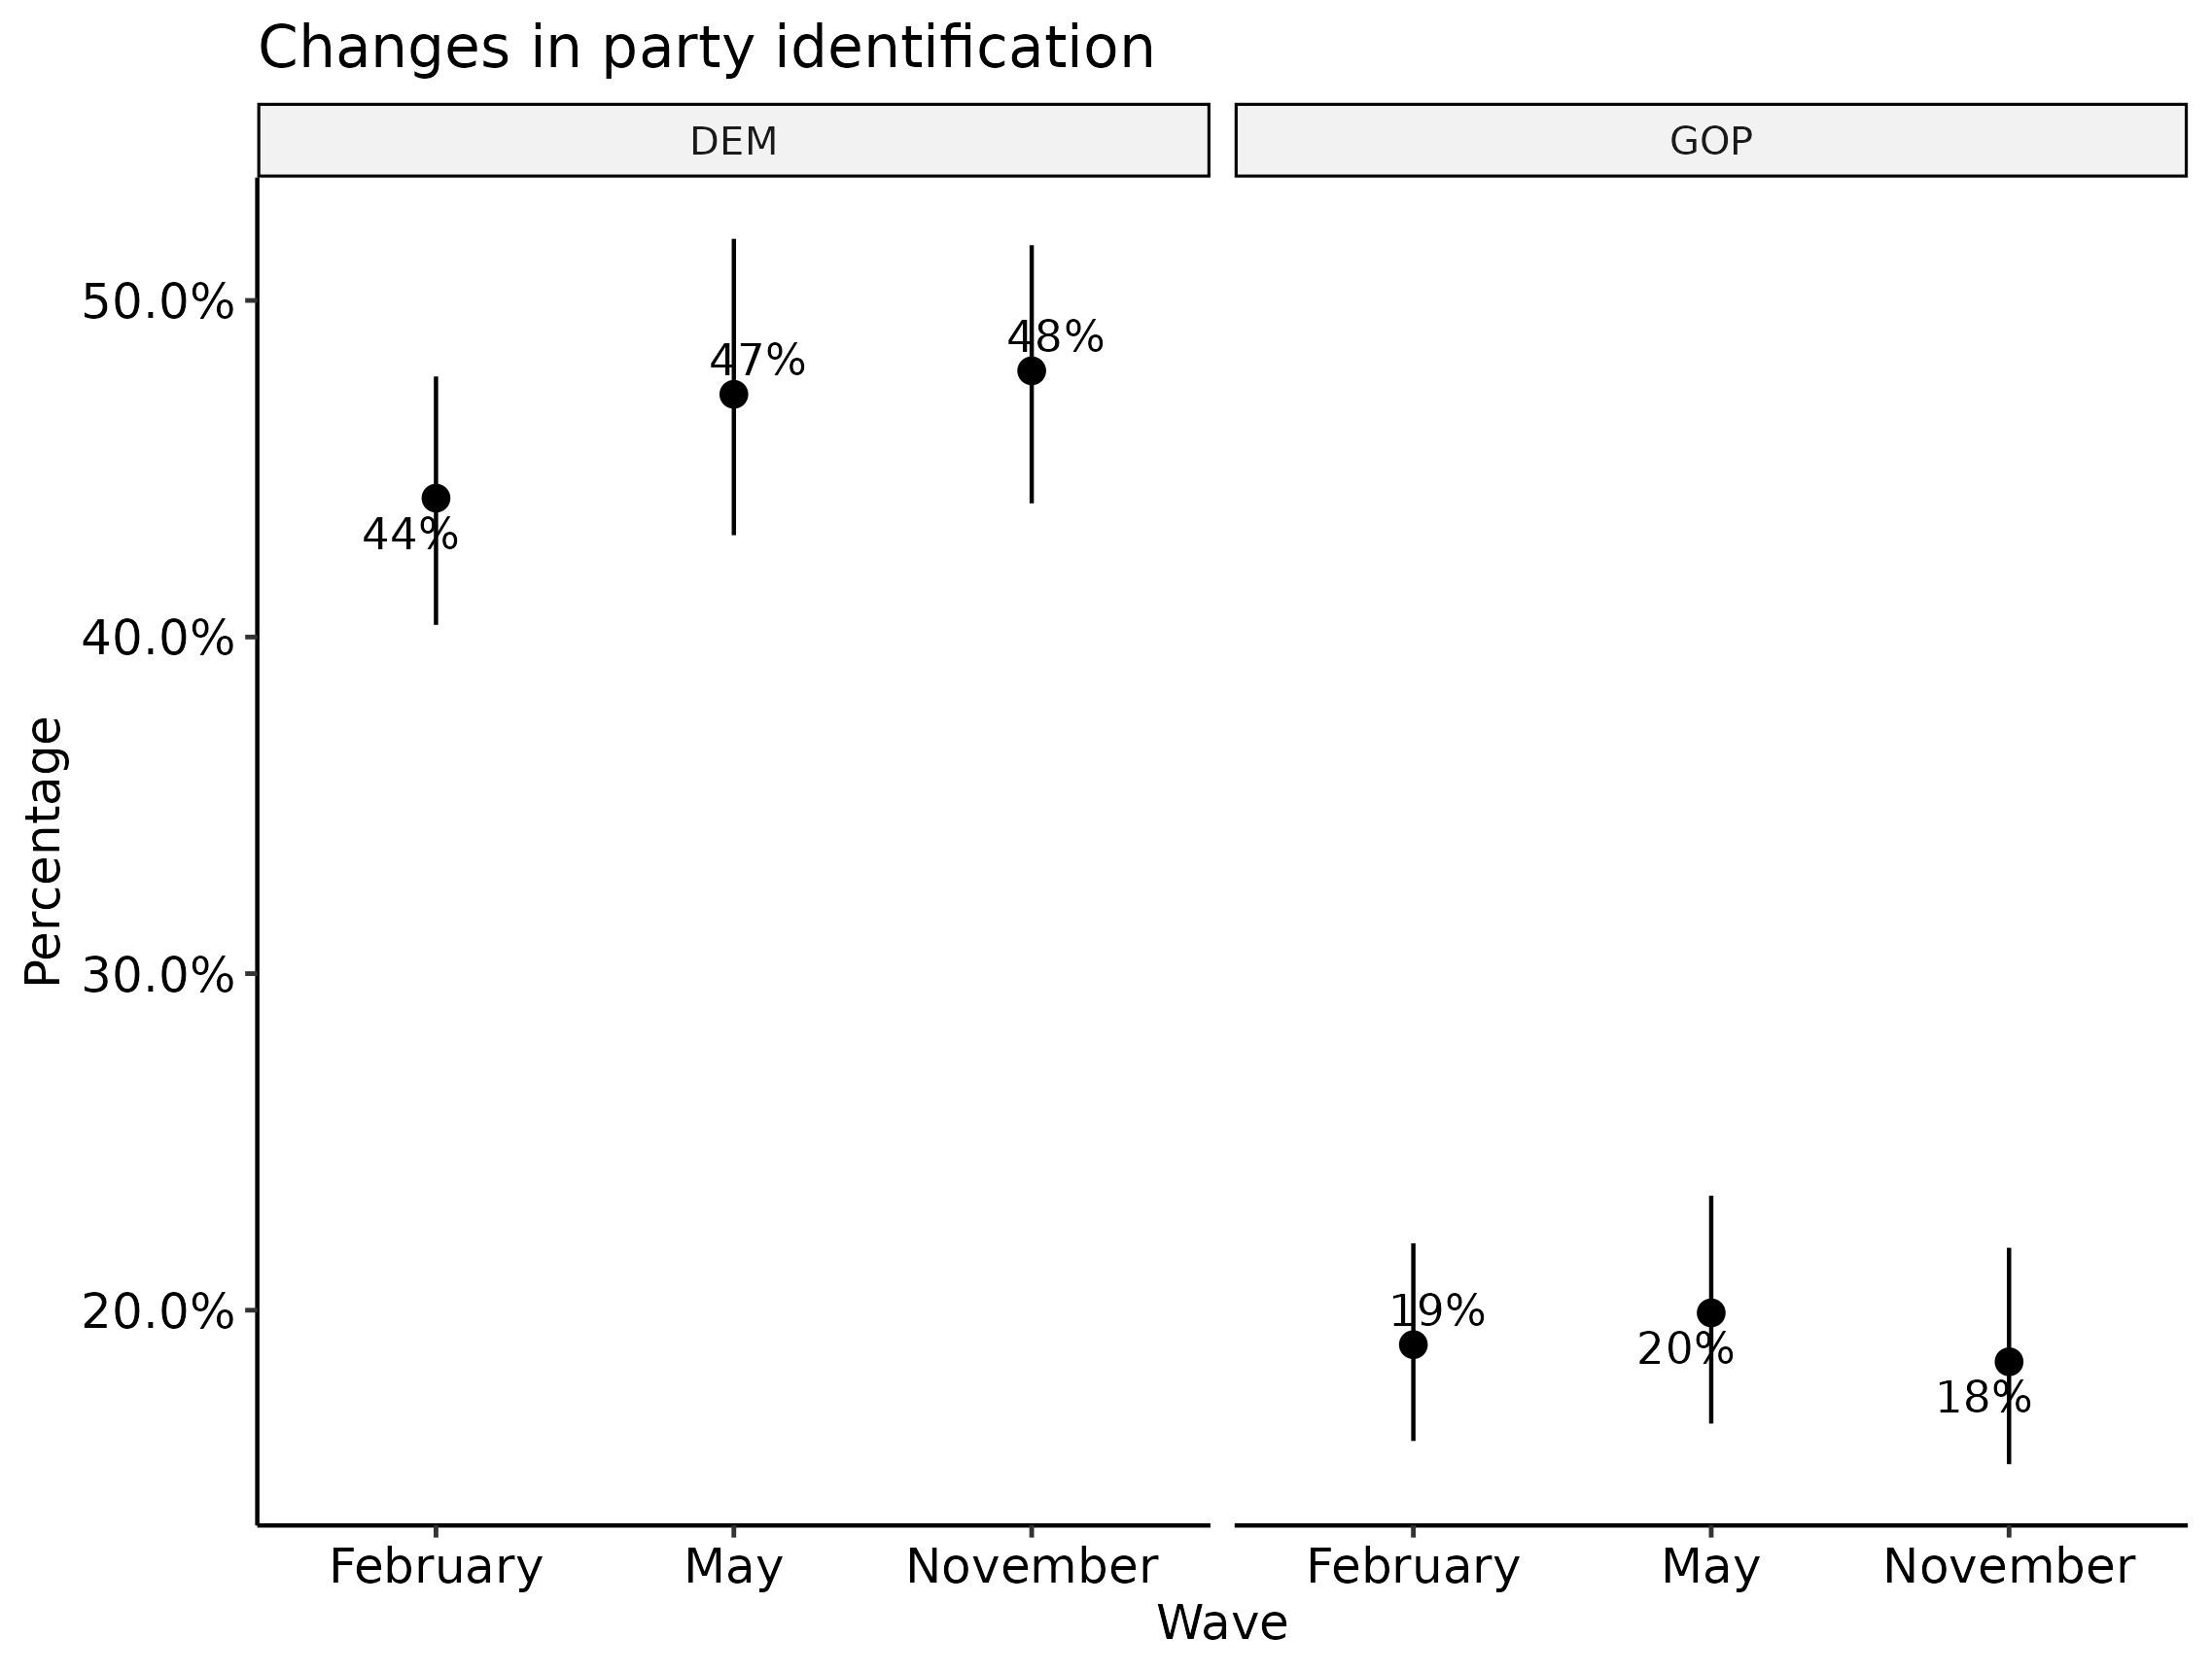 Changes in party identification
DEM
GOP
50.0%
40.0%
30.0%
20.0%
Percentage
44%
47%
48%
19%
20%
18%
February May November
February May November
Wave